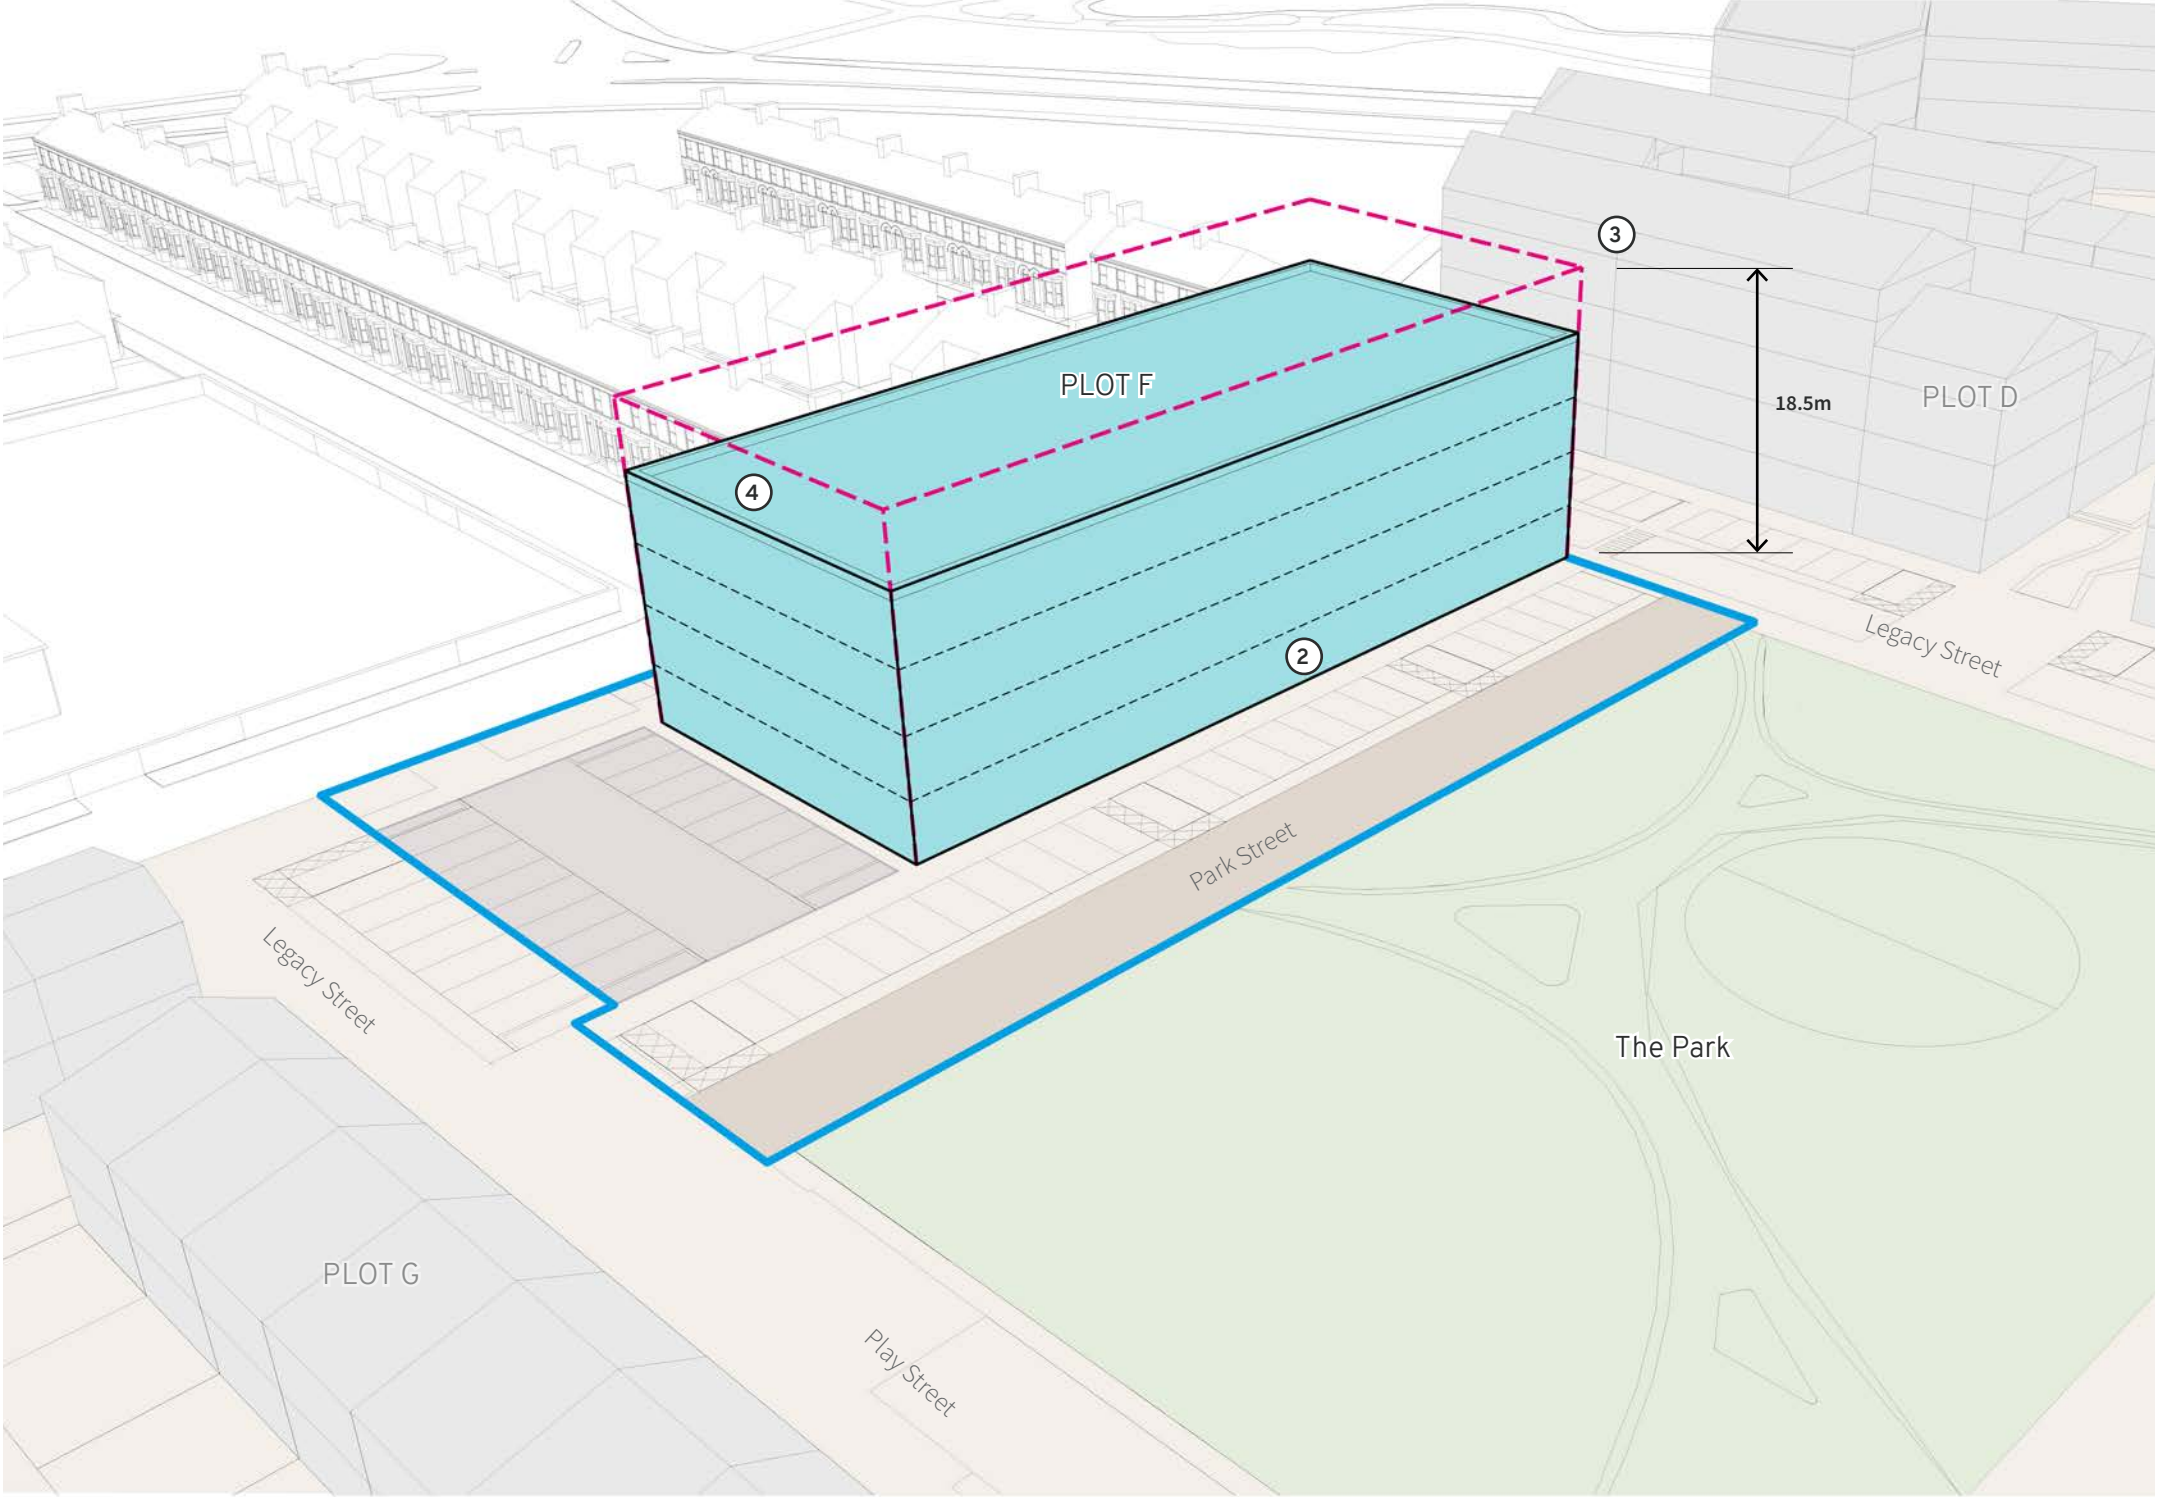 3
PLOT F
PLOT D
18.5m
4
Legacy Street
2
Park Street
Legacy Street
The Park
PLOT G
Play Street